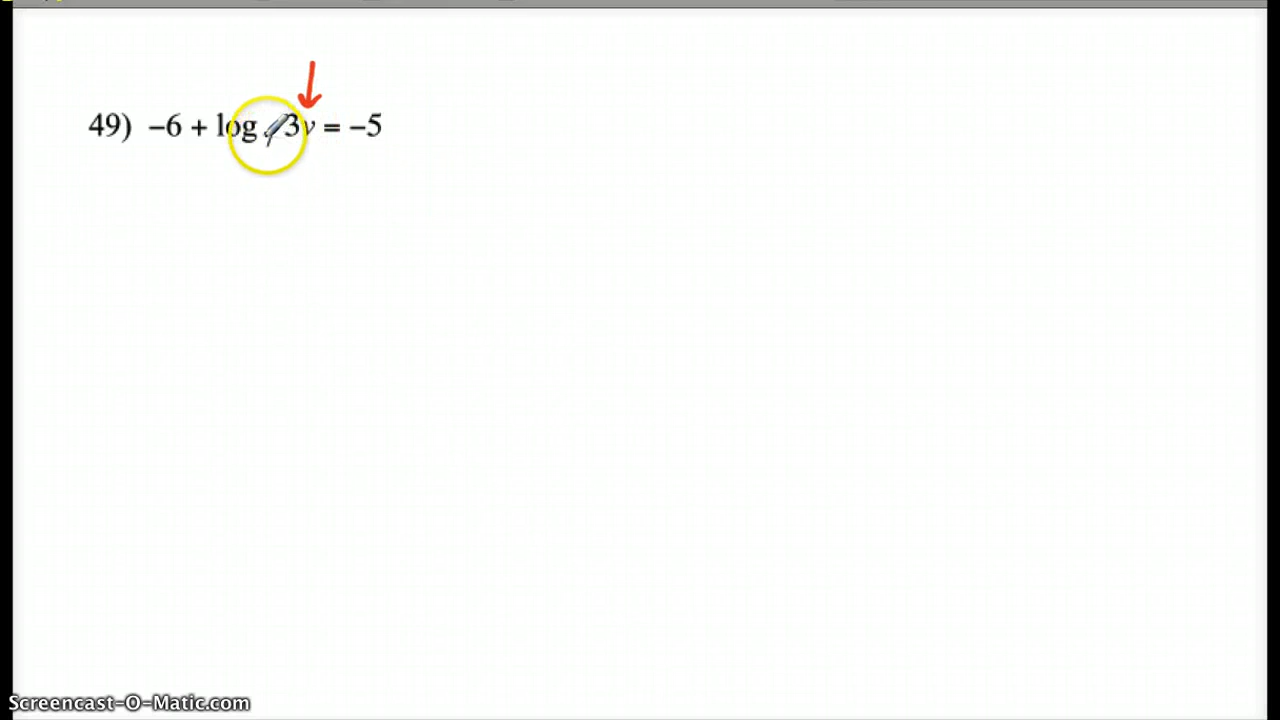 49) −6 + log 3v = −5
Screencast-O-Matic.com